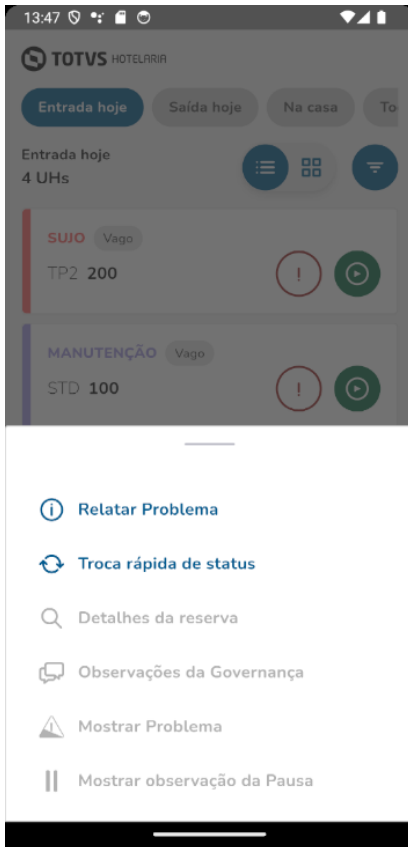 13:47
TOTVS HOTELARIA
Entrada hoje
Saída hoje
Na casa
To
Entrada hoje
4 UHs
SUJO Vago
TP2 200
MANUTENÇÃO Vago
STD 100
Relatar Problema
Troca rápida de status
Detalhes da reserva
Observações da Governança
Mostrar Problema
Mostrar observação da Pausa